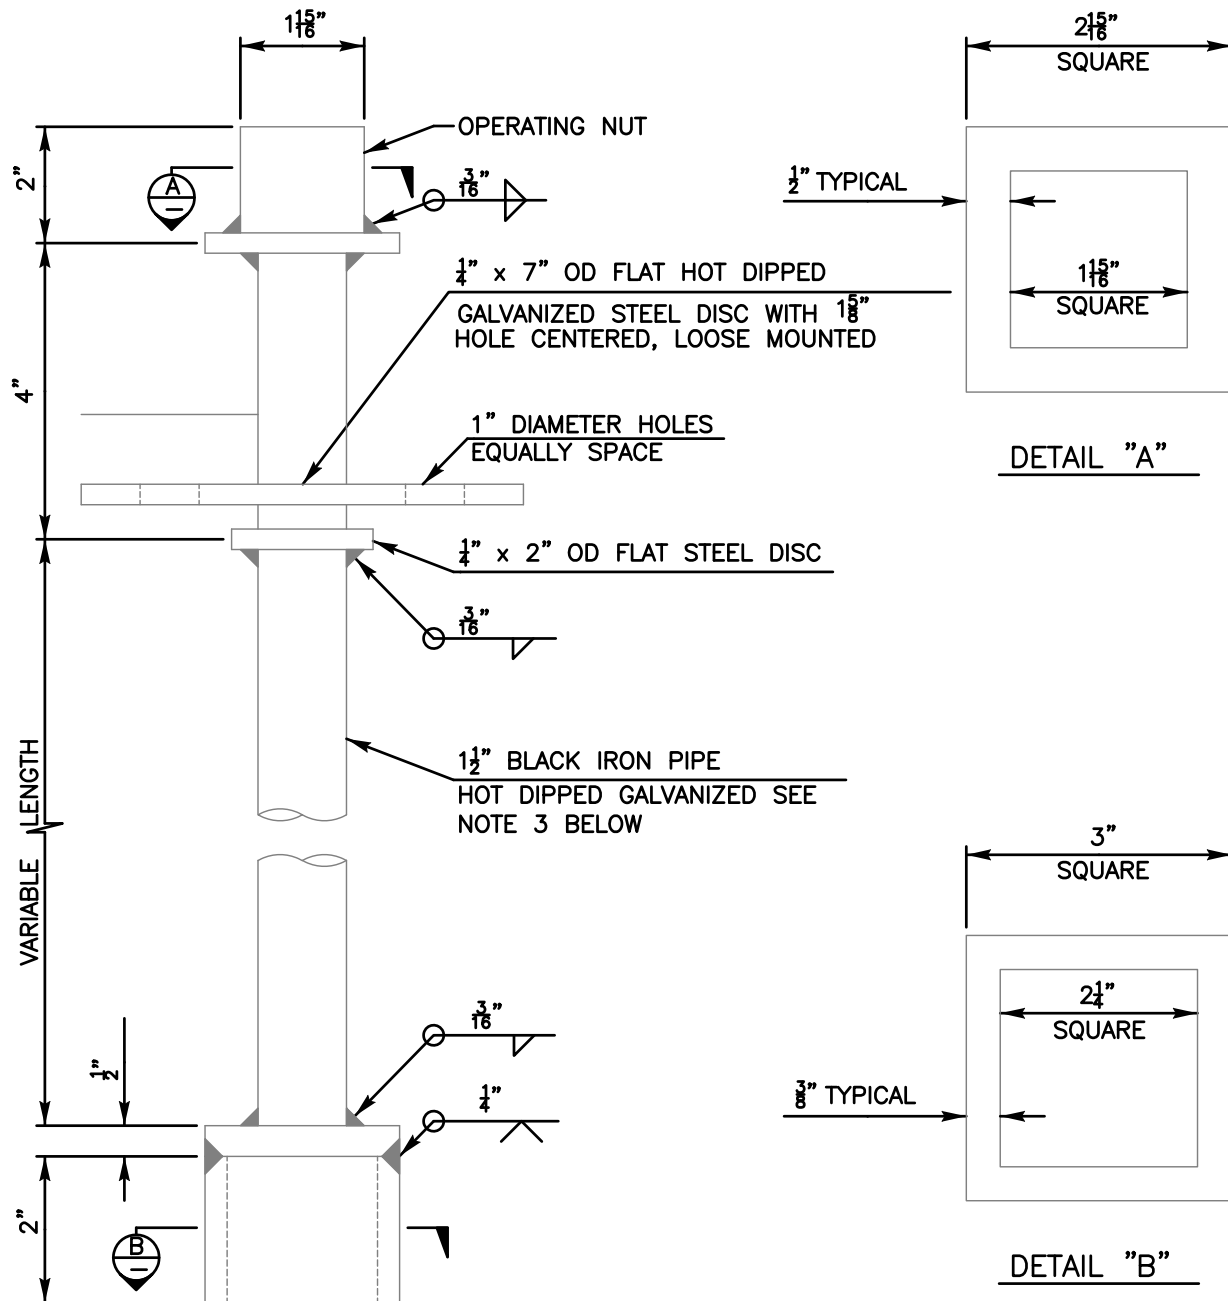 1 15/16"
2 15/16"
SQUARE
OPERATING NUT
2"
A
3/16"
1/2" TYPICAL
1/4" x 7" OD FLAT HOT DIPPED
GALVANIZED STEEL DISC WITH 1 5/8"
HOLE CENTERED, LOOSE MOUNTED
1 15/16"
SQUARE
4"
1" DIAMETER HOLES
EQUALLY SPACE
DETAIL "A"
1/4" x 2" OD FLAT STEEL DISC
3/16"
VARIABLE LENGTH
1 1/2" BLACK IRON PIPE
HOT DIPPED GALVANIZED SEE
NOTE 3 BELOW
3"
SQUARE
2 1/4"
SQUARE
3/16"
1/2"
1/4"
3/8" TYPICAL
2"
B
DETAIL "B"